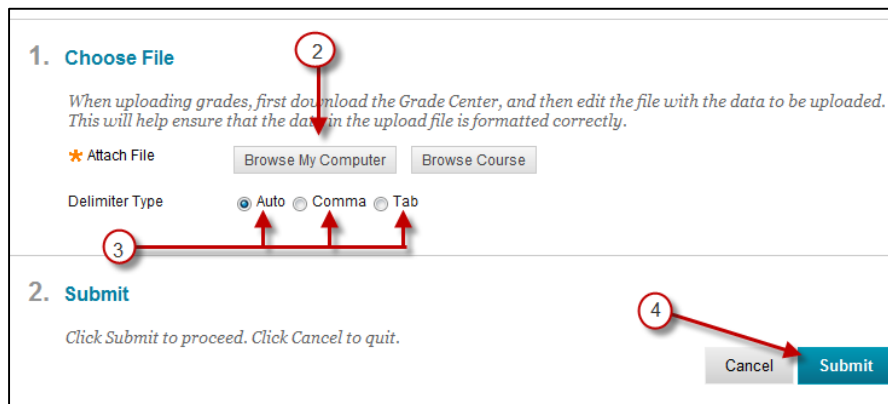 2
1. Choose File
When uploading grades, first download the Grade Center, and then edit the file with the data to be uploaded.
This will help ensure that the data in the upload file is formatted correctly.
* Attach File Browse My Computer Browse Course
Delimiter Type Auto Comma Tab
3
2. Submit
4
Click Submit to proceed. Click Cancel to quit.
Cancel Submit